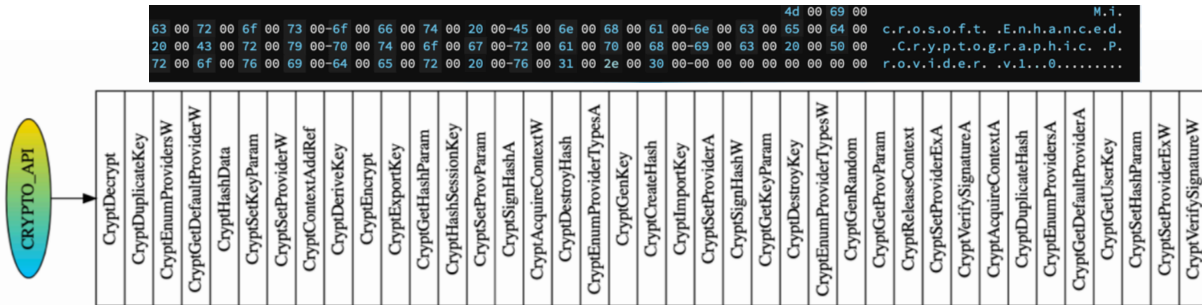 4d 00 69 00 M.i.
63 00 72 00 6f 00 73 00-6f 00 66 00 74 00 20 00-45 00 6e 00 68 00 61 00-6e 00 63 00 65 00 64 00 c.r.o.s.o.f.t. .E.n.h.a.n.c.e.d.
20 00 43 00 72 00 79 00-70 00 74 00 6f 00 67 00-72 00 61 00 70 00 68 00-69 00 63 00 20 00 50 00 .C.r.y.p.t.o.g.r.a.p.h.i.c. .P.
72 00 6f 00 76 00 69 00-64 00 65 00 72 00 20 00-76 00 31 00 2e 00 30 00-00 00 00 00 00 00 00 00 r.o.v.i.d.e.r. .v.1...0.........
CRYPTO_API
CryptDecrypt
CryptDuplicateKey
CryptEnumProvidersW
CryptGetDefaultProviderW
CryptHashData
CryptSetKeyParam
CryptSetProviderW
CryptContextAddRef
CryptDeriveKey
CryptEncrypt
CryptExportKey
CryptGetHashParam
CryptHashSessionKey
CryptSetProvParam
CryptSignHashA
CryptAcquireContextW
CryptDestroyHash
CryptEnumProviderTypesA
CryptGenKey
CryptCreateHash
CryptImportKey
CryptSetProviderA
CryptSignHashW
CryptGetKeyParam
CryptDestroyKey
CryptEnumProviderTypesW
CryptGenRandom
CryptGetProvParam
CryptReleaseContext
CryptSetProviderExA
CryptVerifySignatureA
CryptAcquireContextA
CryptDuplicateHash
CryptEnumProvidersA
CryptGetDefaultProviderA
CryptGetUserKey
CryptSetHashParam
CryptSetProviderExW
CryptVerifySignatureW